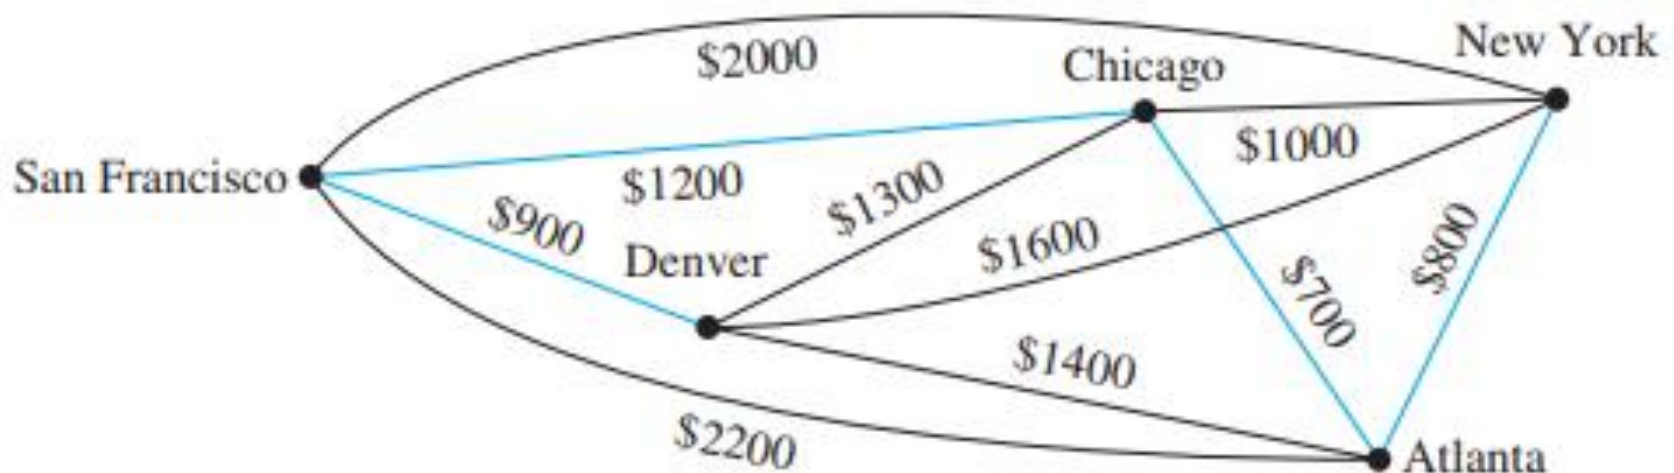 New York
$2000
Chicago
$1000
San Francisco
$1200
$1300
$900
Denver
$1600
$800
$700
$1400
$2200
Atlanta